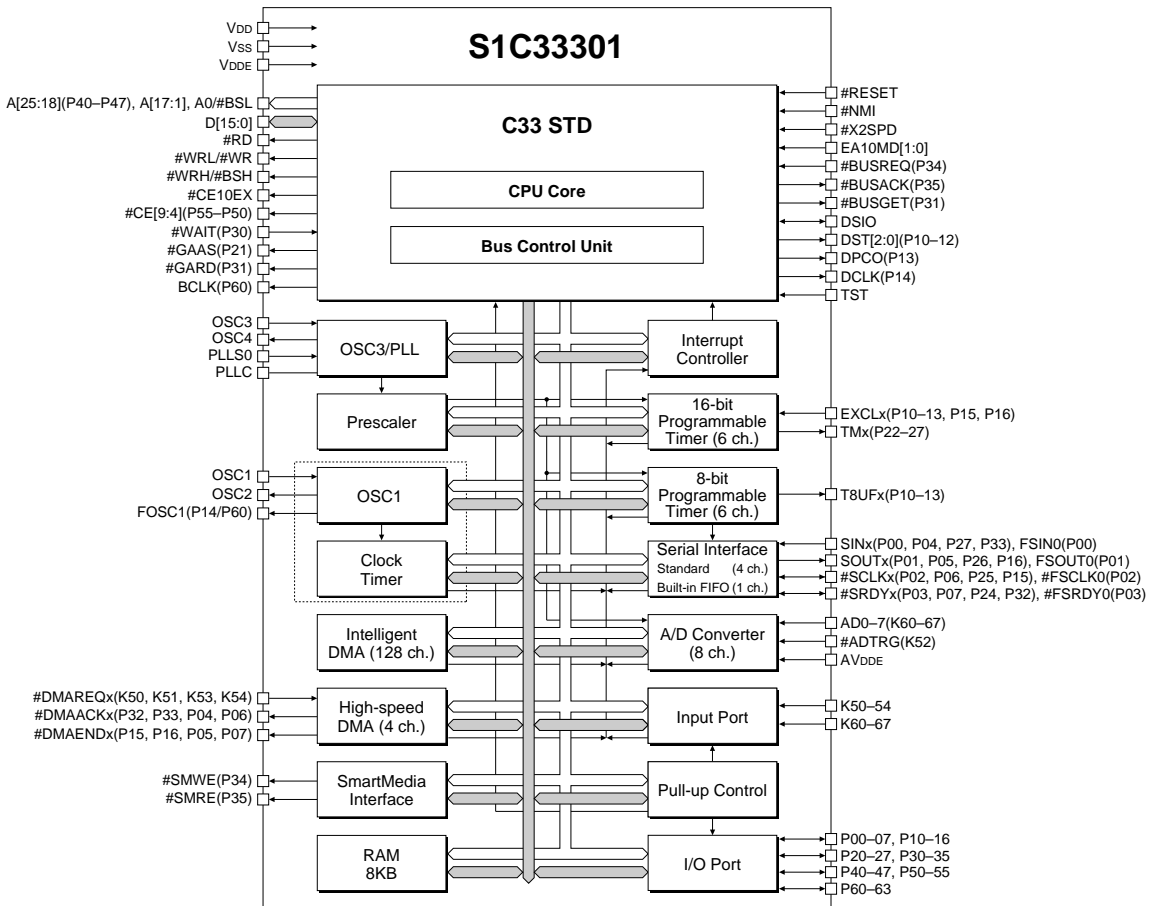 S1C33301
VDD
VSS
VDDE
A[25:18](P40–P47), A[17:1], A0/#BSL
D[15:0]
#RD
#WRL/#WR
#WRH/#BSH
#CE10EX
#CE[9:4](P55–P50)
#WAIT(P30)
#GAAS(P21)
#GARD(P31)
BCLK(P60)
C33 STD
CPU Core
Bus Control Unit
#RESET
#NMI
#X2SPD
EA10MD[1:0]
#BUSREQ(P34)
#BUSACK(P35)
#BUSGET(P31)
DSIO
DST[2:0](P10–12)
DPCO(P13)
DCLK(P14)
TST
OSC3
OSC4
PLLS0
PLLC
OSC3/PLL
Interrupt
Controller
Prescaler
16-bit
Programmable
Timer (6 ch.)
EXCLx(P10–13, P15, P16)
TMx(P22–27)
OSC1
OSC2
FOSC1(P14/P60)
OSC1
8-bit
Programmable
Timer (6 ch.)
T8UFx(P10–13)
Clock
Timer
Serial Interface
Standard (4 ch.)
Built-in FIFO (1 ch.)
SINx(P00, P04, P27, P33), FSIN0(P00)
SOUTx(P01, P05, P26, P16), FSOUT0(P01)
#SCLKx(P02, P06, P25, P15), #FSCLK0(P02)
#SRDYx(P03, P07, P24, P32), #FSRDY0(P03)
Intelligent
DMA (128 ch.)
A/D Converter
(8 ch.)
AD0–7(K60–67)
#ADTRG(K52)
AVDDE
#DMAREQx(K50, K51, K53, K54)
#DMAACKx(P32, P33, P04, P06)
#DMAENDx(P15, P16, P05, P07)
High-speed
DMA (4 ch.)
Input Port
K50–54
K60–67
#SMWE(P34)
#SMRE(P35)
SmartMedia
Interface
Pull-up Control
RAM
8KB
I/O Port
P00–07, P10–16
P20–27, P30–35
P40–47, P50–55
P60–63